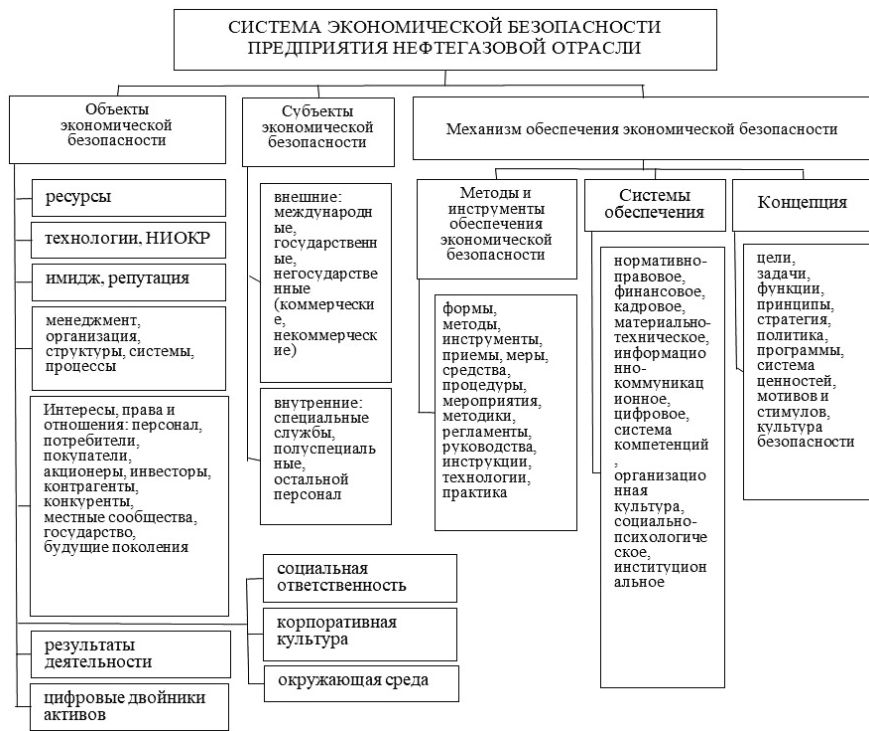 СИСТЕМА ЭКОНОМИЧЕСКОЙ БЕЗОПАСНОСТИ
ПРЕДПРИЯТИЯ НЕФТЕГАЗОВОЙ ОТРАСЛИ
Объекты
экономической
безопасности
ресурсы
технологии, НИОКР
имидж, репутация
менеджмент,
организация,
структуры, системы,
процессы
Интересы, права и
отношения: персонал,
потребители,
покупатели,
акционеры, инвесторы,
контрагенты,
конкуренты,
местные сообщества,
государство,
будущие поколения
результаты
деятельности
цифровые двойники
активов
социальная
ответственность
корпоративная
культура
окружающая среда
Субъекты
экономической
безопасности
внешние:
международн
ые,
государственн
ые,
негосударстве
нные
(коммерческие
,
некоммерческ
ие)
внутренние:
специальные
службы,
полуспециаль
ные,
остальной
персонал
Механизм обеспечения экономической безопасности
Методы и
инструменты
обеспечения
экономической
безопасности
формы,
методы,
инструменты,
приемы, меры,
средства,
процедуры,
мероприятия,
методики,
регламенты,
руководства,
инструкции,
технологии,
практика
Системы
обеспечения
нормативно-
правовое,
финансовое,
кадровое,
материально-
техническое,
информацио
нно-
коммуникац
ионное,
цифровое,
система
компетенций
,
организацио
нная
культура,
социально-
психологиче
ское,
институцион
альное
Концепция
цели,
задачи,
функции,
принципы,
стратегия,
политика,
программы,
система
ценностей,
мотивов и
стимулов,
культура
безопасности